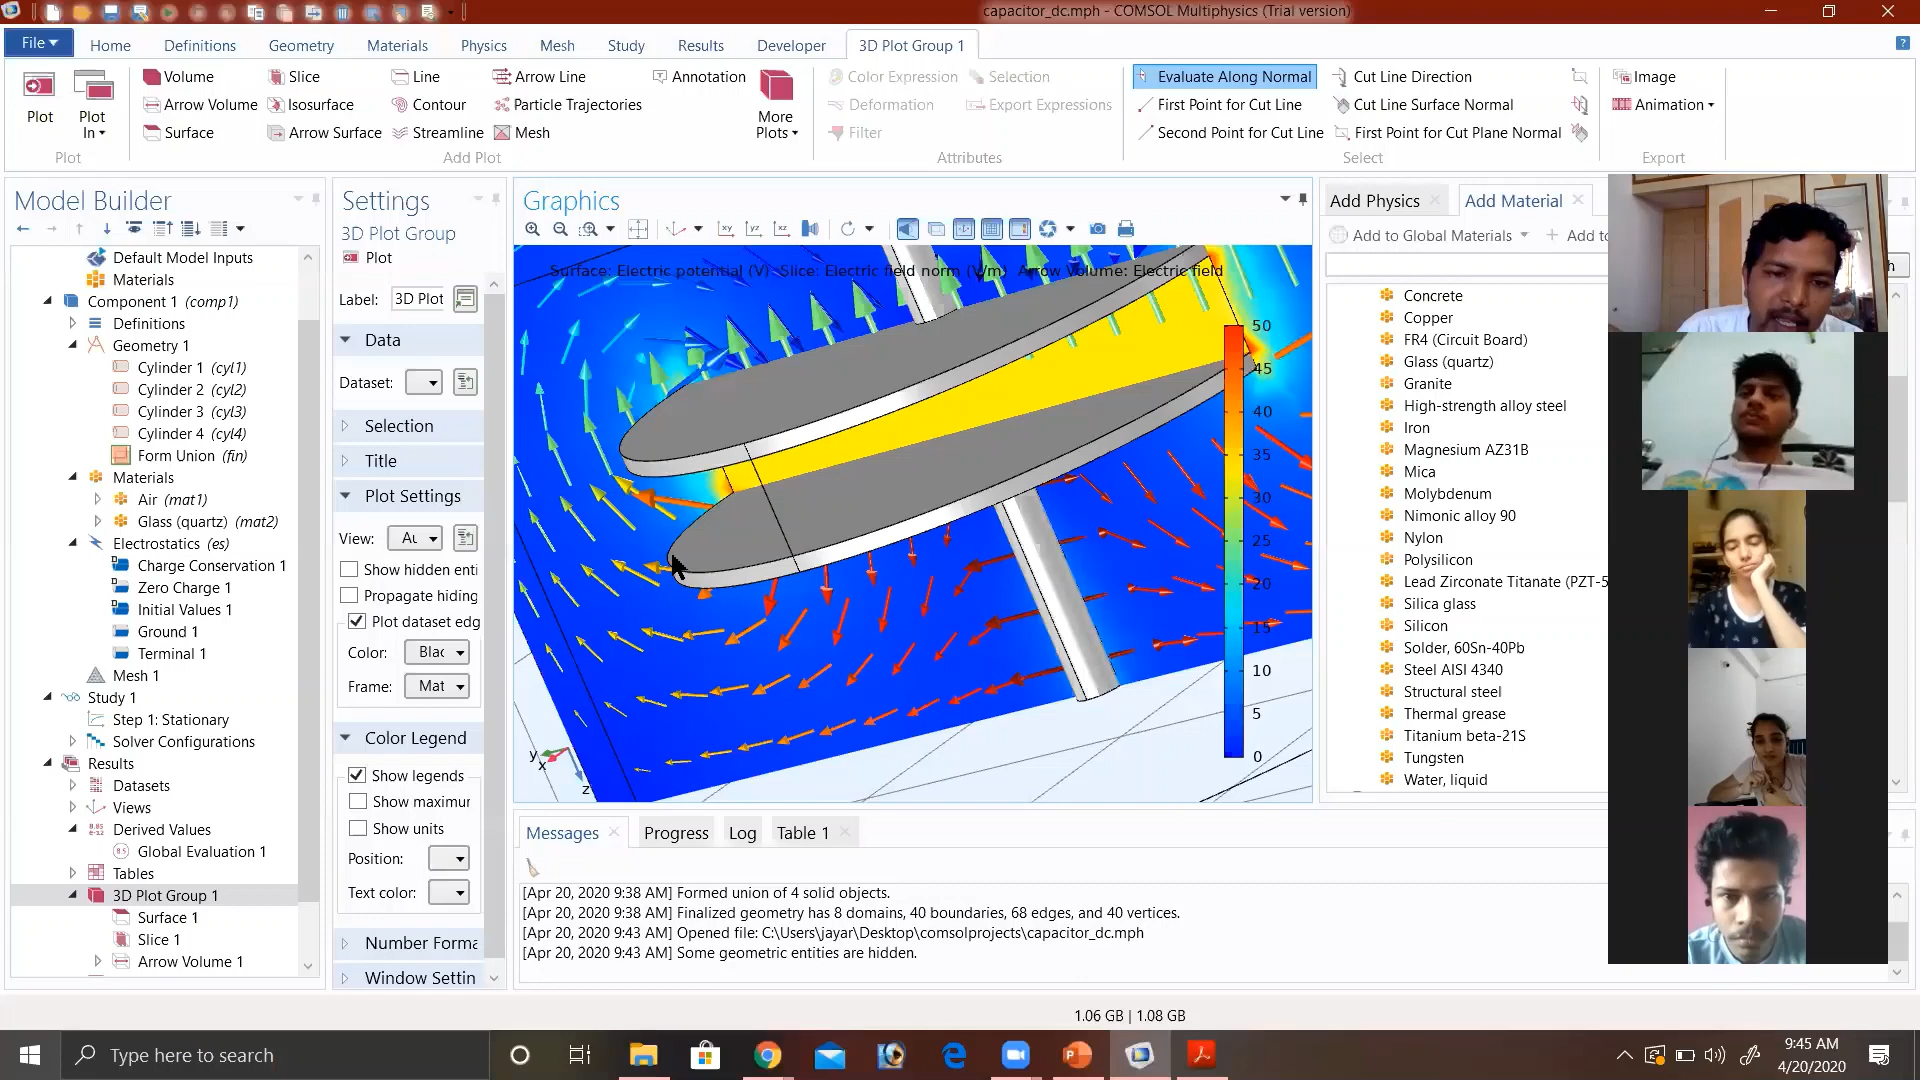 capacitor_dc.mph - COMSOL Multiphysics (Trial version)
File Home Definitions Geometry Materials Physics Mesh Study Results Developer 3D Plot Group 1
Plot
Plot In
Volume
Arrow Volume
Surface
Slice
Isosurface
Arrow Surface
Line
Contour
Streamline
Arrow Line
Particle Trajectories
Mesh
Annotation
More Plots
Color Expression
Deformation
Filter
Selection
Export Expressions
Evaluate Along Normal
First Point for Cut Line
Second Point for Cut Line
Cut Line Direction
Cut Line Surface Normal
First Point for Cut Plane Normal
Image
Animation
Plot Add Plot Attributes Select Export
Model Builder
Default Model Inputs
Materials
Component 1 (comp1)
Definitions
Geometry 1
Cylinder 1 (cyl1)
Cylinder 2 (cyl2)
Cylinder 3 (cyl3)
Cylinder 4 (cyl4)
Form Union (fin)
Materials
Air (mat1)
Glass (quartz) (mat2)
Electrostatics (es)
Charge Conservation 1
Zero Charge 1
Initial Values 1
Ground 1
Terminal 1
Mesh 1
Study 1
Step 1: Stationary
Solver Configurations
Results
Datasets
Views
Derived Values
8.85
e-12
Global Evaluation 1
8.5
Tables
3D Plot Group 1
Surface 1
Slice 1
Arrow Volume 1
Settings
3D Plot Group
Plot
Label: 3D Plot
Data
Dataset:
Selection
Title
Plot Settings
View: Au
Show hidden enti
Propagate hiding
Plot dataset edg
Color: Blac
Frame: Mat
Color Legend
Show legends
Show maximur
Show units
Position:
Text color:
Number Forma
Window Settin
Graphics
xy yz xz
Surface: Electric potential (V) Slice: Electric field norm (V/m) Arrow Volume: Electric field
50
45
40
35
30
25
20
15
10
5
0
y
x
z
Messages Progress Log Table 1
[Apr 20, 2020 9:38 AM] Formed union of 4 solid objects.
[Apr 20, 2020 9:38 AM] Finalized geometry has 8 domains, 40 boundaries, 68 edges, and 40 vertices.
[Apr 20, 2020 9:43 AM] Opened file: C:\Users\jayar\Desktop\comsolprojects\capacitor_dc.mph
[Apr 20, 2020 9:43 AM] Some geometric entities are hidden.
Add Physics Add Material
Add to Global Materials Add to
h
Concrete
Copper
FR4 (Circuit Board)
Glass (quartz)
Granite
High-strength alloy steel
Iron
Magnesium AZ31B
Mica
Molybdenum
Nimonic alloy 90
Nylon
Polysilicon
Lead Zirconate Titanate (PZT-5
Silica glass
Silicon
Solder, 60Sn-40Pb
Steel AISI 4340
Structural steel
Thermal grease
Titanium beta-21S
Tungsten
Water, liquid
1.06 GB | 1.08 GB
Type here to search
9:45 AM
4/20/2020